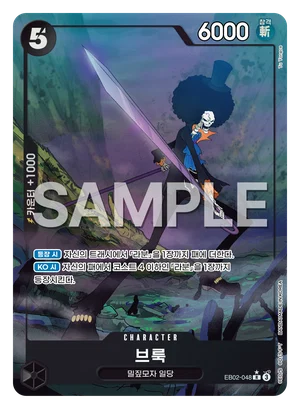 5
6000
참격
斬
카운터 +1000
SAMPLE
등장 시 자신의 트래시에서 『리분』을 1장까지 패에 더한다.
KO 시 자신의 패에서 코스트 4 이하인 『리분』을 1장까지
등장시킨다.
CHARACTER
브룩
밀짚모자 일당
EB02-048 R
3